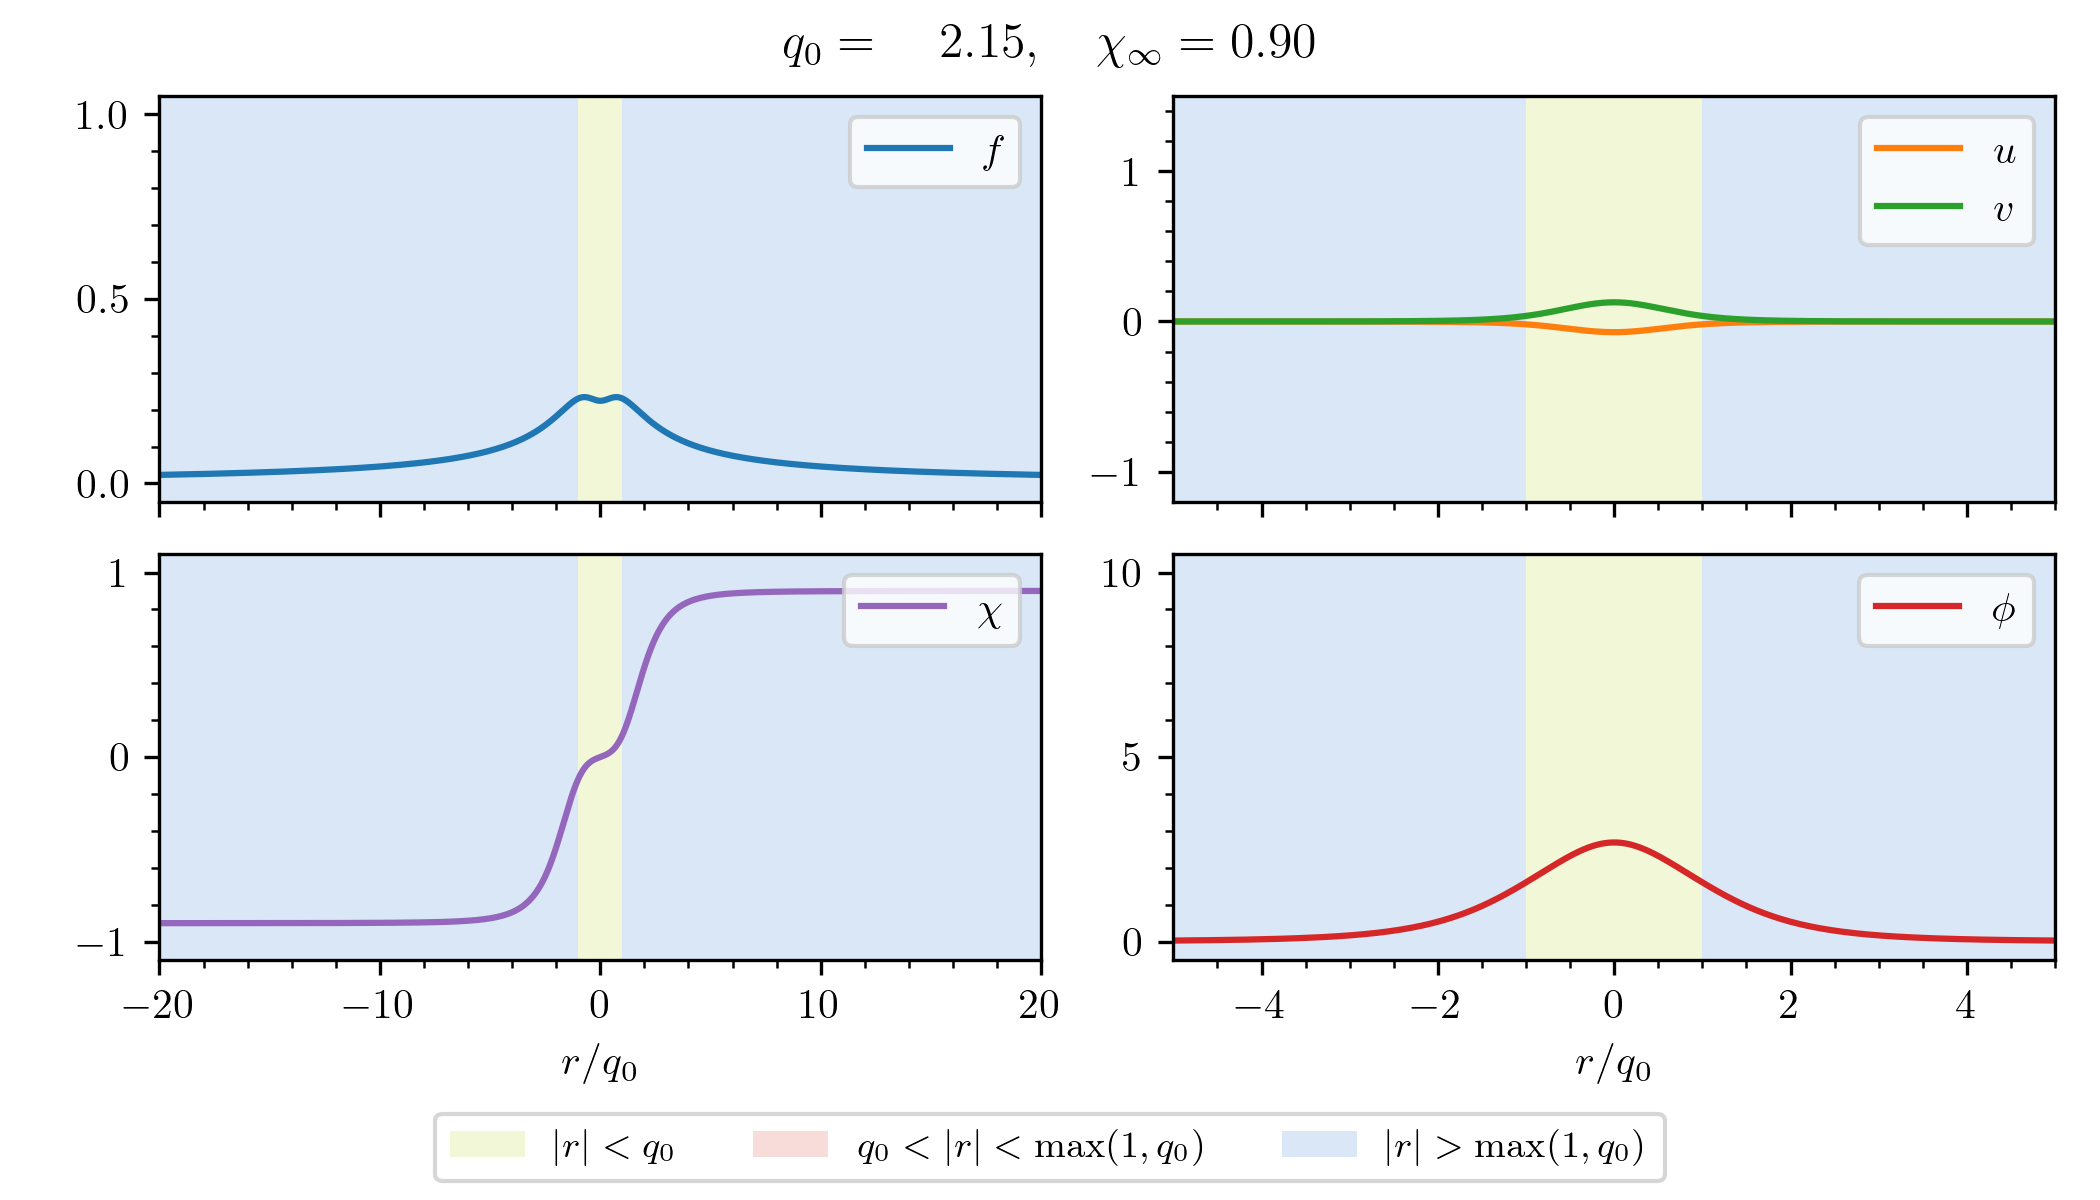 q₀ = 2.15, χ∞ = 0.90
1.0
0.5
0.0
f
1
0
−1
u
v
1
0
−1
χ
−20 −10 0 10 20
r/q₀
10
5
0
ϕ
−4 −2 0 2 4
r/q₀
|r| < q₀ q₀ < |r| < max(1, q₀) |r| > max(1, q₀)